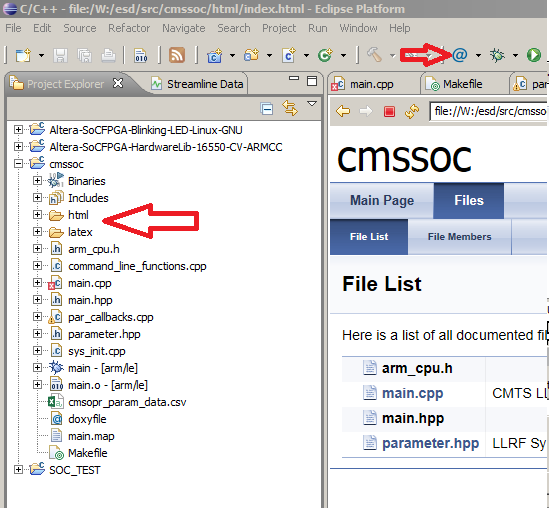 C/C++ - file:/W:/esd/src/cmssoc/html/index.html - Eclipse Platform
File Edit Source Refactor Navigate Search Project Run Window Help
@
Project Explorer Streamline Data
main.cpp Makefile par
file:///W:/esd/src/cmsso
Altera-SoCFPGA-Blinking-LED-Linux-GNU
Altera-SoCFPGA-HardwareLib-16550-CV-ARMCC
cmssoc
Binaries
Includes
html
latex
arm_cpu.h
command_line_functions.cpp
main.cpp
main.hpp
par_callbacks.cpp
parameter.hpp
sys_init.cpp
main - [arm/le]
main.o - [arm/le]
cmsopr_param_data.csv
doxyfile
main.map
Makefile
SOC_TEST
cmssoc
Main Page Files
File List File Members
File List
Here is a list of all documented fil
arm_cpu.h
main.cpp CMTS LL
main.hpp
parameter.hpp LLRF Sy